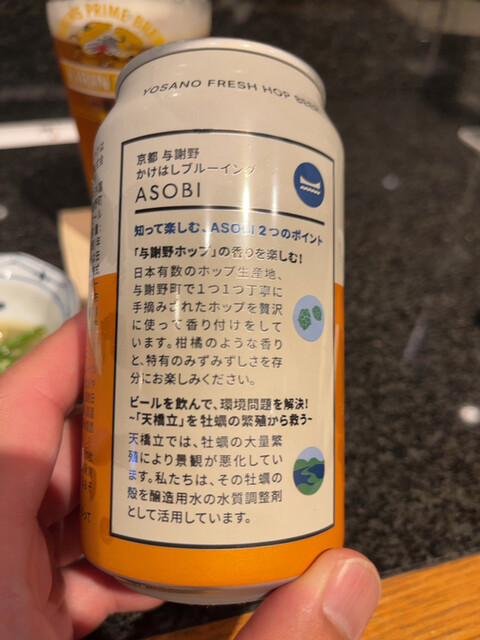 KIRIN
YOSANO FRESH HOP BEER
京都 与謝野
かけはしブルーイング
ASOBI
知って楽しむ、ASOBI 2つのポイント
「与謝野ホップ」の香りを楽しむ!
日本有数のホップ生産地、
与謝野町で1つ1つ丁寧に
手摘みされたホップを贅沢
に使って香り付けをして
います。柑橘のような香り
と、特有のみずみずしさを存
分にお楽しみください。
ビールを飲んで、環境問題を解決!
~「天橋立」を牡蠣の繁殖から救う~
天橋立では、牡蠣の大量繁
殖により景観が悪化していい
ます。私たちは、その牡蠣の
殻を醸造用水の水質調整剤
として活用しています。